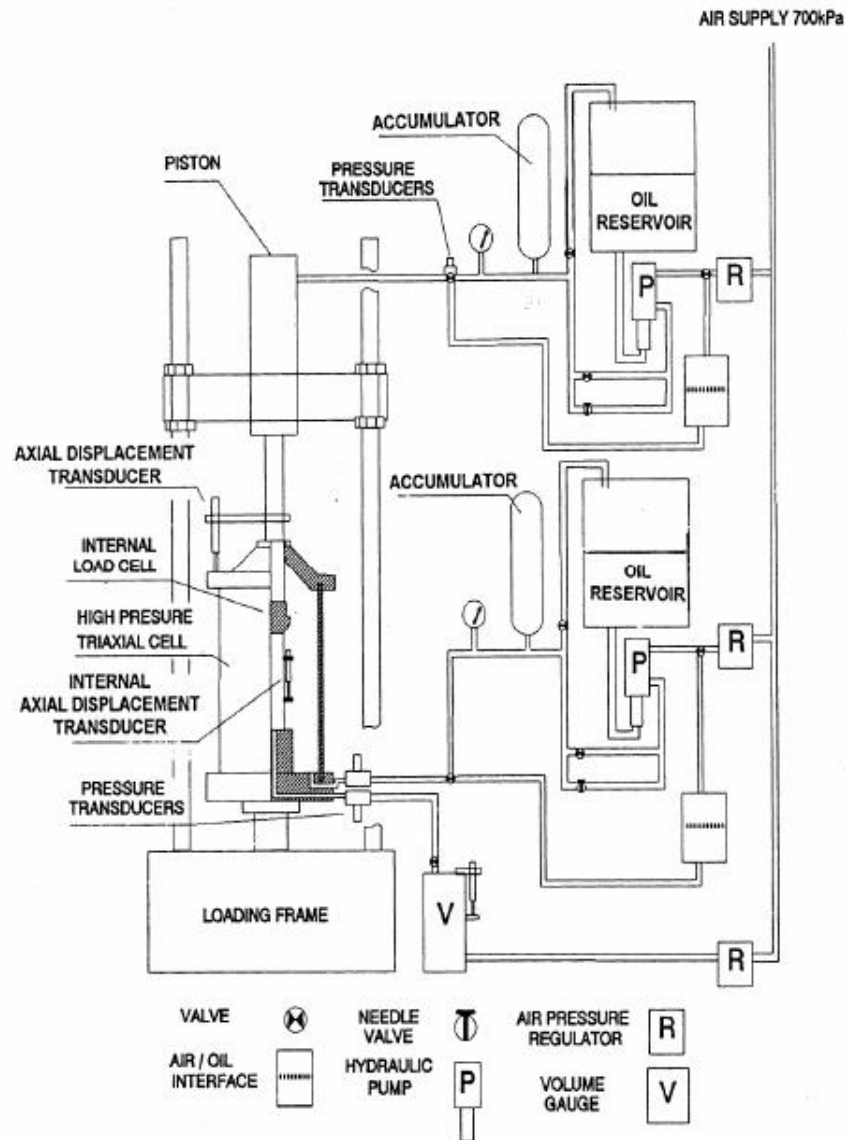 AIR SUPPLY 700kPa
ACCUMULATOR
PISTON
PRESSURE
TRANSDUCERS
OIL
RESERVOIR
P
R
AXIAL DISPLACEMENT
TRANSDUCER
ACCUMULATOR
INTERNAL
LOAD CELL
OIL
RESERVOIR
HIGH PRESURE
TRIAXIAL CELL
P
R
INTERNAL
AXIAL DISPLACEMENT
TRANSDUCER
PRESSURE
TRANSDUCERS
LOADING FRAME
V
R
VALVE
NEEDLE
VALVE
AIR PRESSURE
REGULATOR
R
AIR / OIL
INTERFACE
HYDRAULIC
PUMP
P
VOLUME
GAUGE
V